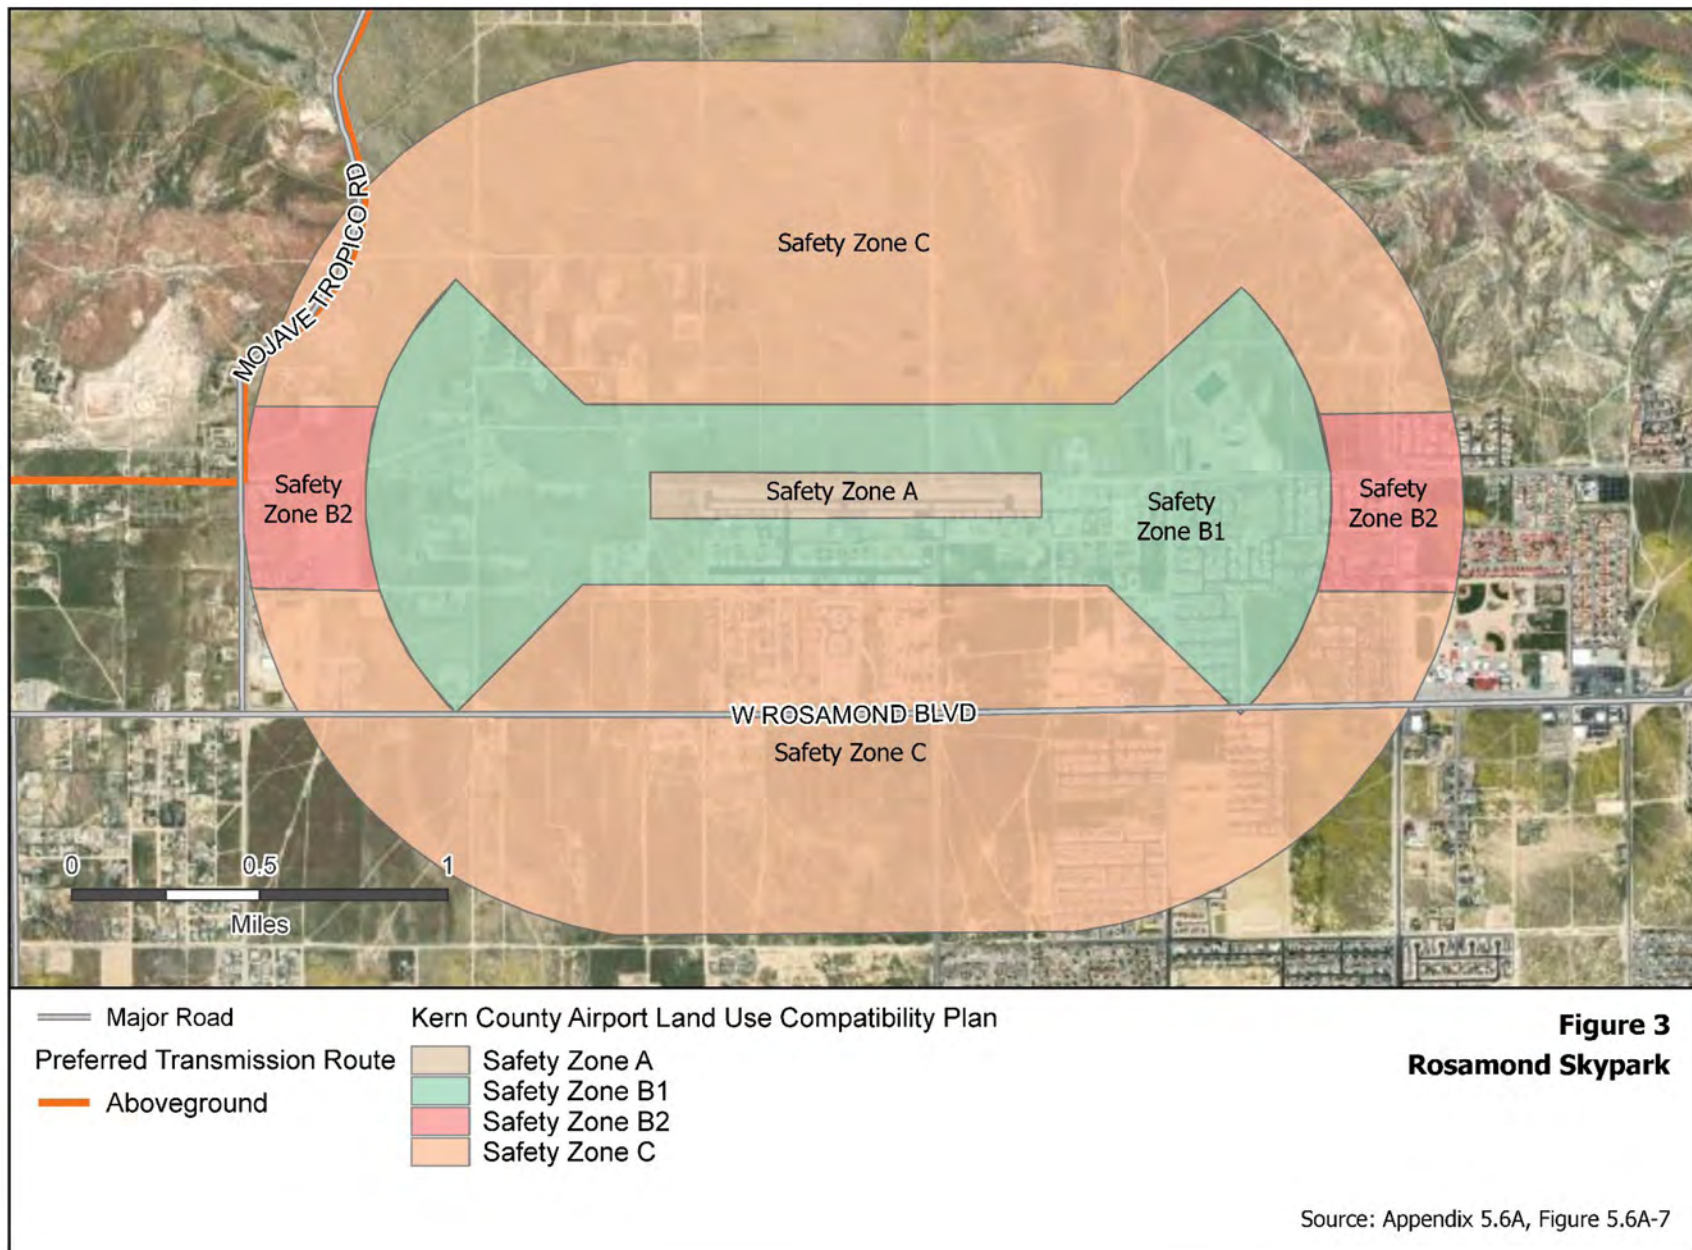 MOJAVE TROPICO RD
Safety Zone C
Safety
Zone B2
Safety Zone A
Safety
Zone B1
Safety
Zone B2
W ROSAMOND BLVD
Safety Zone C
0 0.5 1
Miles
Major Road
Preferred Transmission Route
Aboveground
Kern County Airport Land Use Compatibility Plan
Safety Zone A
Safety Zone B1
Safety Zone B2
Safety Zone C
Figure 3
Rosamond Skypark
Source: Appendix 5.6A, Figure 5.6A-7